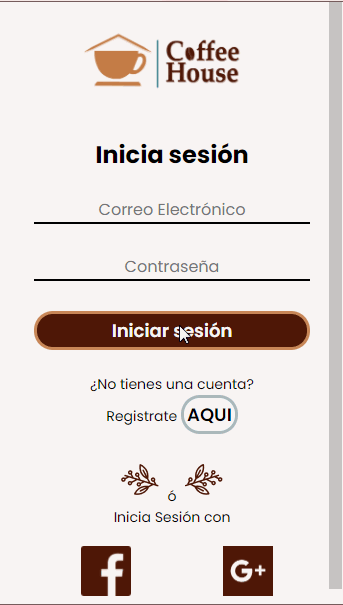 Coffee
House
Inicia sesión
Correo Electrónico
Contraseña
Iniciar sesión
¿No tienes una cuenta?
Registrate AQUI
ó
Inicia Sesión con
f
G+